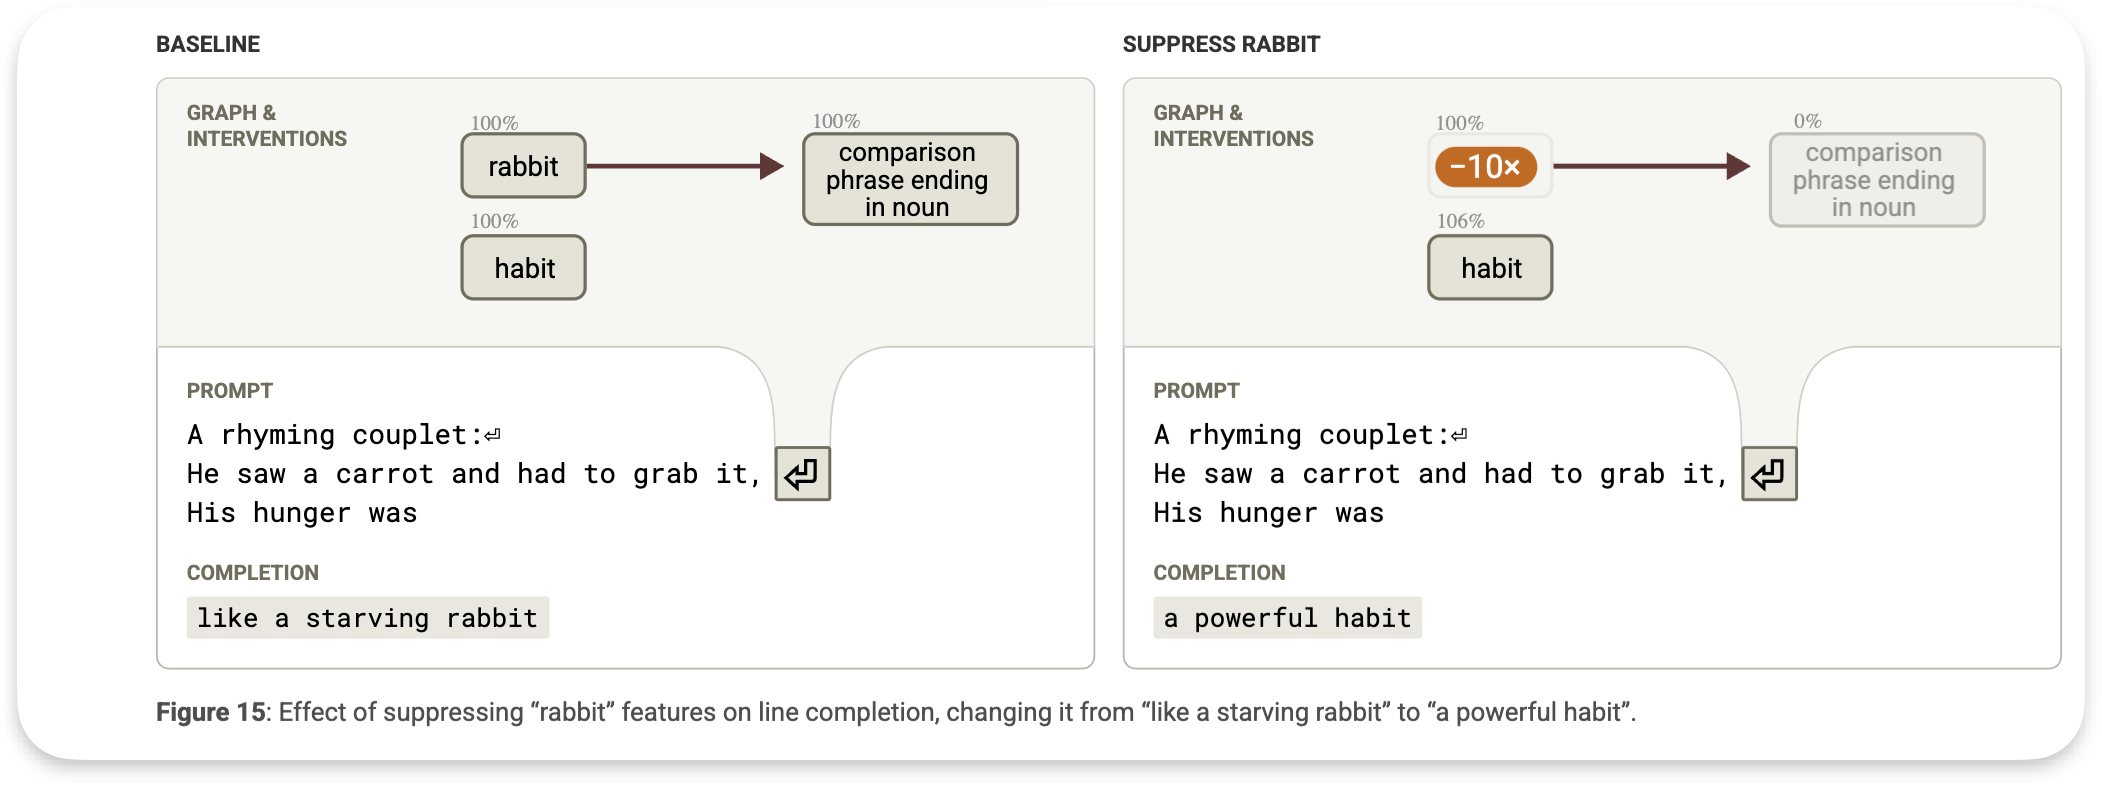 BASELINE
GRAPH &
INTERVENTIONS
100%
rabbit
100%
comparison
phrase ending
in noun
100%
habit
PROMPT
A rhyming couplet:⏎
He saw a carrot and had to grab it, ⏎
His hunger was
COMPLETION
like a starving rabbit
SUPPRESS RABBIT
GRAPH &
INTERVENTIONS
100%
−10×
0%
comparison
phrase ending
in noun
106%
habit
PROMPT
A rhyming couplet:⏎
He saw a carrot and had to grab it, ⏎
His hunger was
COMPLETION
a powerful habit
Figure 15: Effect of suppressing “rabbit” features on line completion, changing it from “like a starving rabbit” to “a powerful habit”.